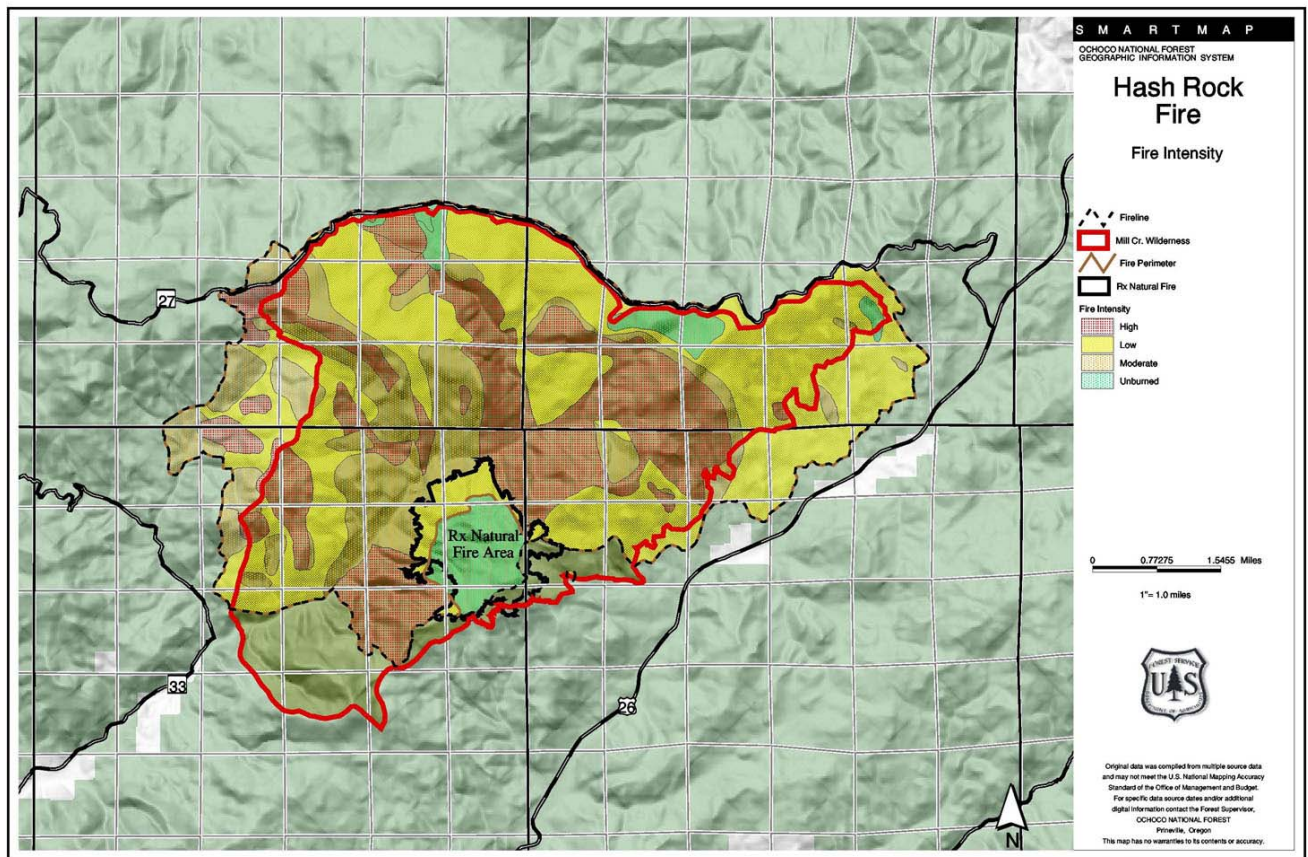 S M A R T M A P
OCHOCO NATIONAL FOREST
GEOGRAPHIC INFORMATION SYSTEM
Hash Rock
Fire
Fire Intensity
Fireline
Mill Cr. Wilderness
Fire Perimeter
Rx Natural Fire
Fire Intensity
High
Low
Moderate
Unburned
27
Rx Natural
Fire Area
33
26
0 0.77275 1.5455 Miles
1"= 1.0 miles
FOREST SERVICE
U S
Original data was compiled from multiple source data
and may not meet the U.S. National Mapping Accuracy
Standard of the Office of Management and Budget.
For specific data source dates and/or additional
digital information contact the Forest Supervisor,
OCHOCO NATIONAL FOREST
Prineville, Oregon
This map has no warranties to its contents or accuracy.
N